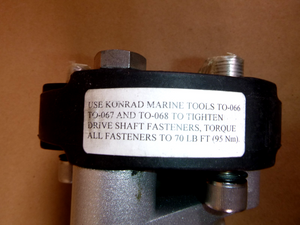 USE KONRAD MARINE TOOLS TO-066
TO-067 AND TO-068 TO TIGHTEN
DRIVE SHAFT FASTENERS, TORQUE
ALL FASTENERS TO 70 LB FT (95 Nm).